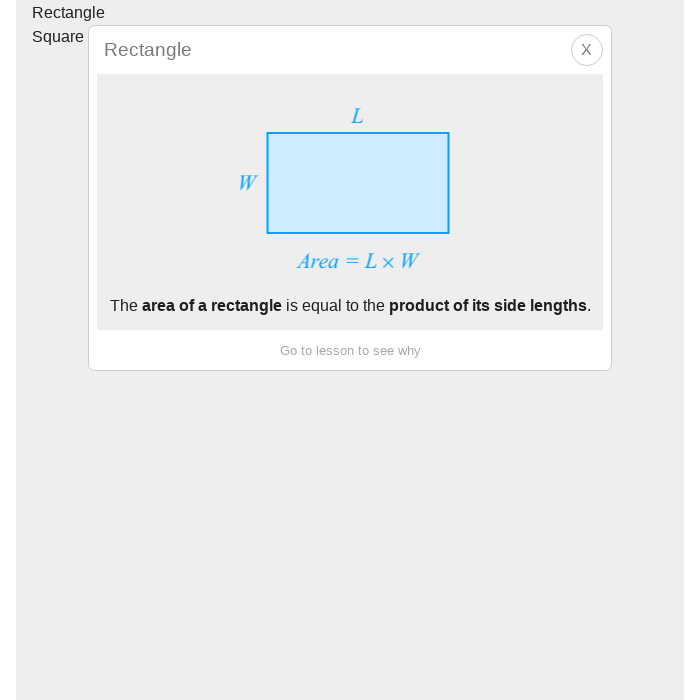 Rectangle
Square
Rectangle
X
L
W
Area = L × W
The area of a rectangle is equal to the product of its side lengths.
Go to lesson to see why